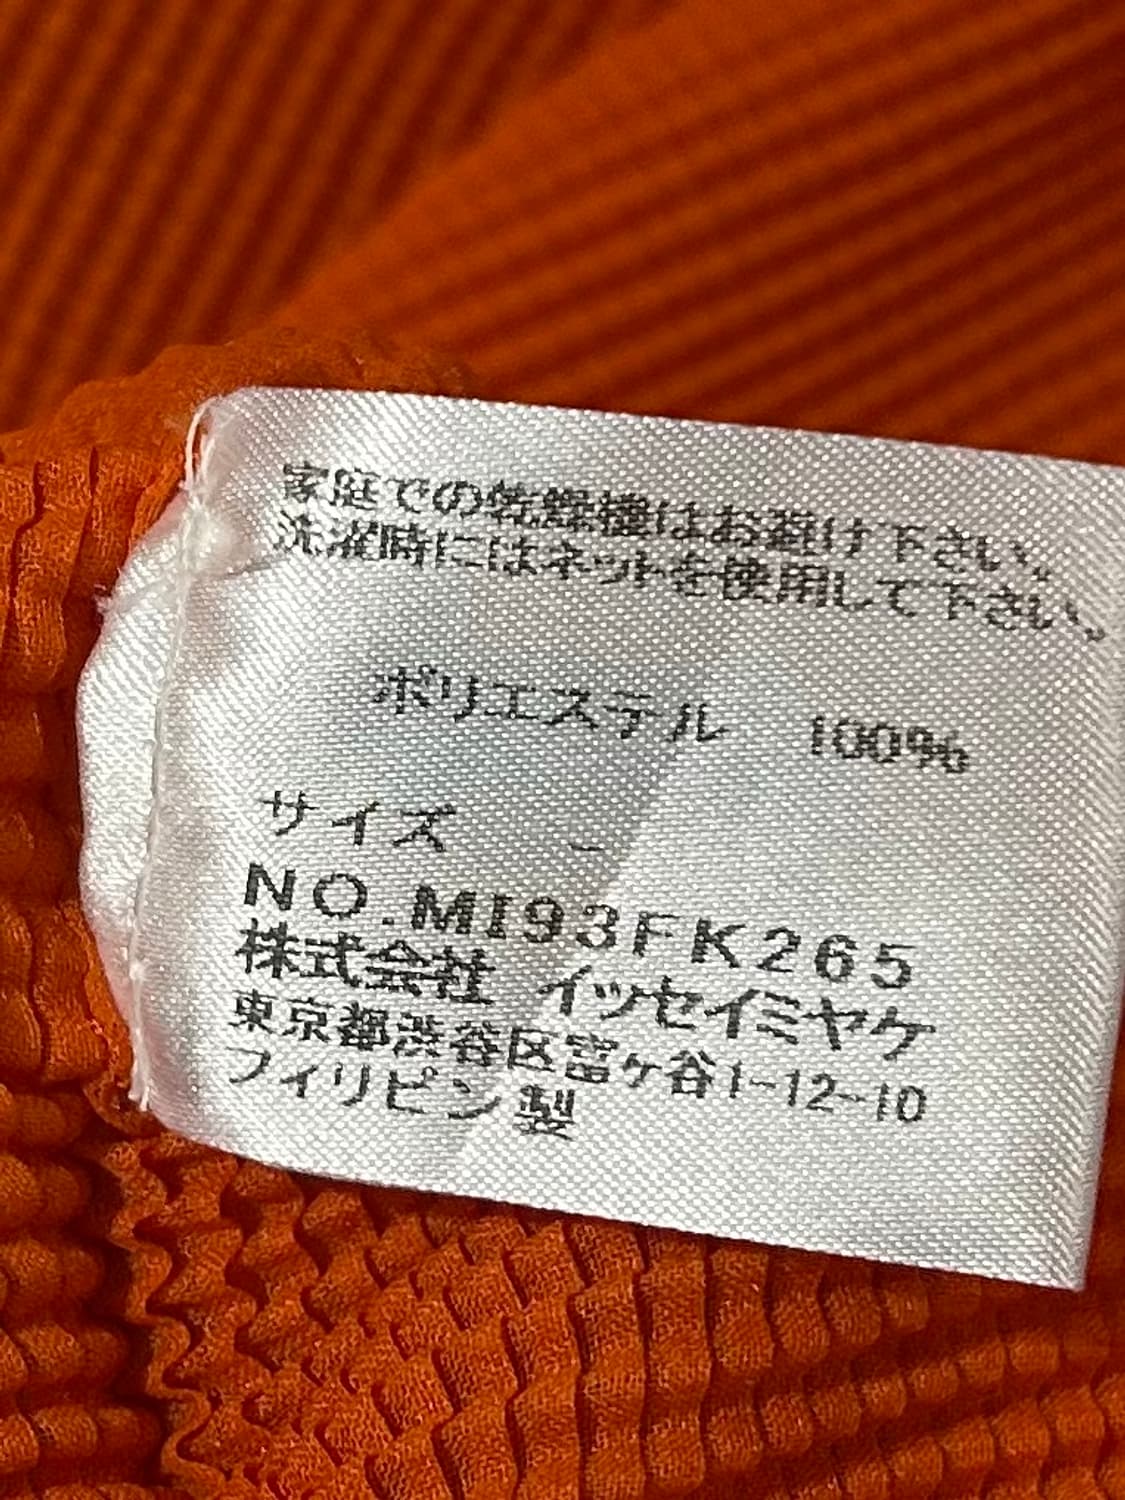 家庭での乾燥機はお避け下さい。
洗濯時にはネットを使用して下さい。
ポリエステル 100%
サイズ -
NO.MI93FK265
株式会社 イッセイミヤケ
東京都渋谷区富ヶ谷1-12-10
フィリピン製